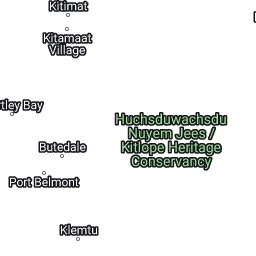 Kitimat
Kitamaat
Village
tley Bay
Huchsduwachsdu
Nuyem Jees /
Kitlope Heritage
Conservancy
Butedale
Port Belmont
Klemtu